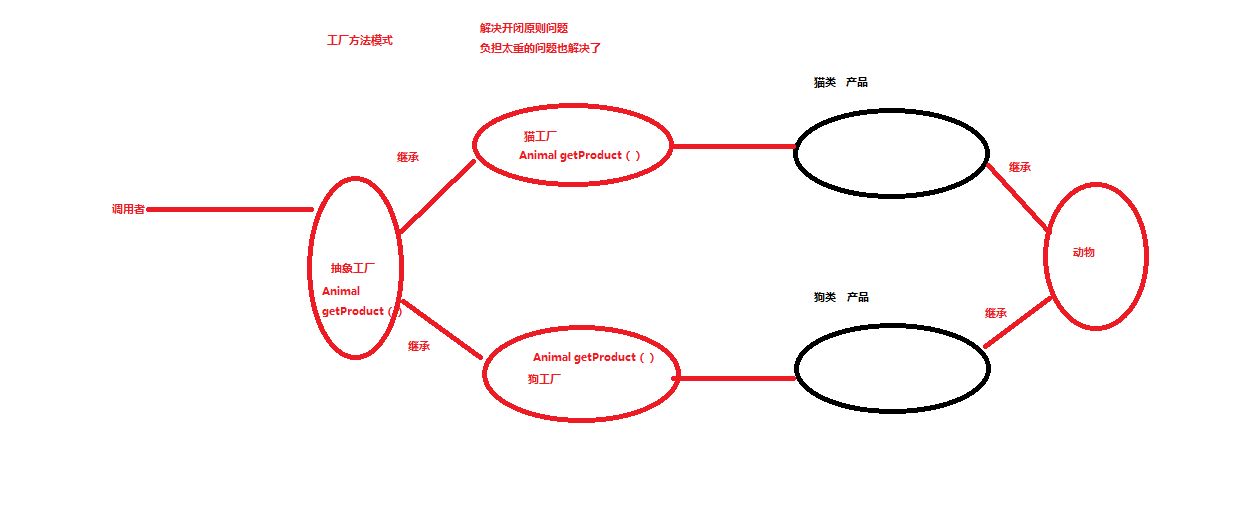 工厂方法模式
解决开闭原则问题
负担太重的问题也解决了
猫类 产品
猫工厂
Animal getProduct（ ）
继承
继承
调用者
抽象工厂
Animal
getProduct（ ）
动物
狗类 产品
继承
继承
Animal getProduct（ ）
狗工厂